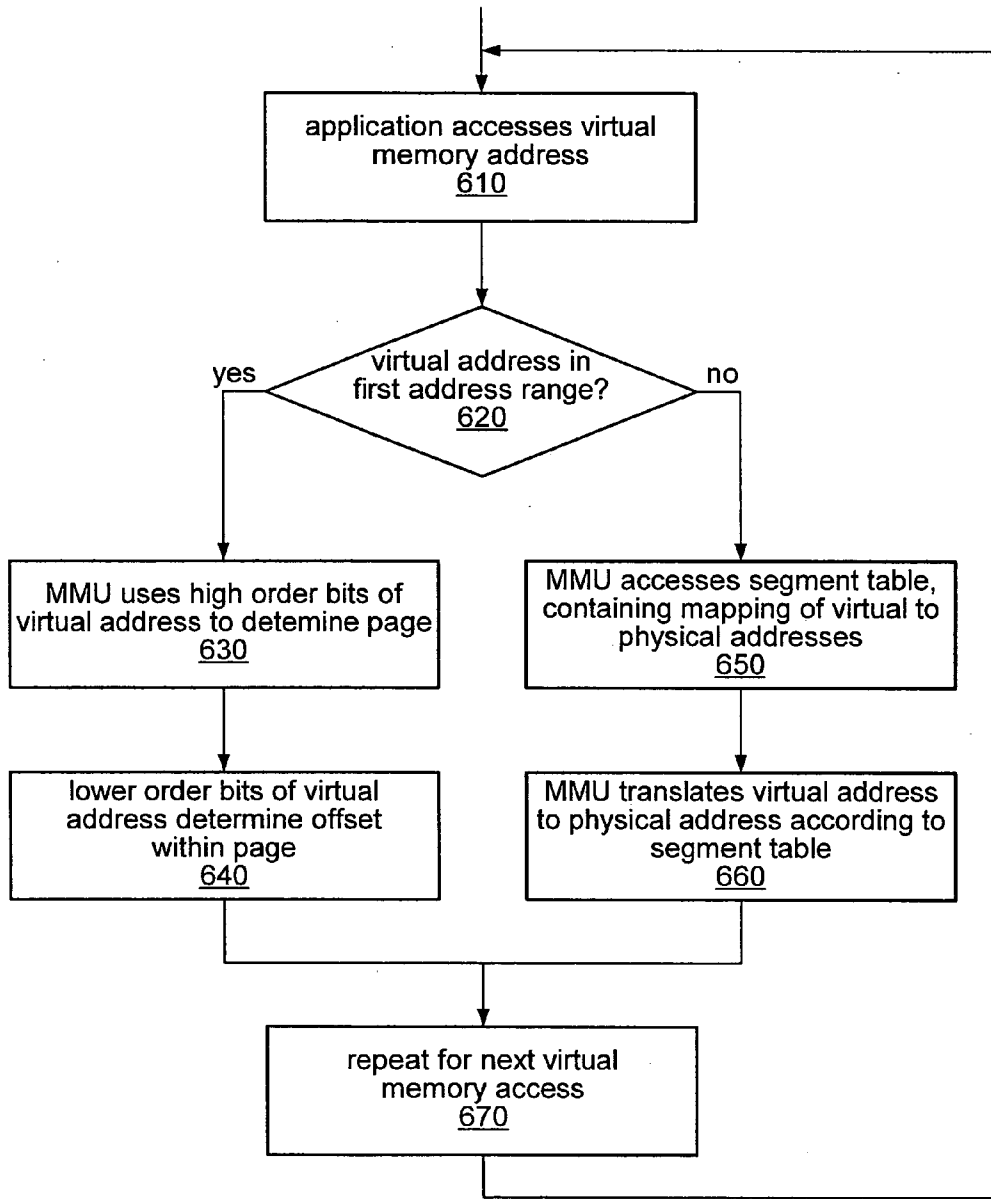 application accesses virtual
memory address
610
virtual address in
first address range?
620
yes
no
MMU uses high order bits of
virtual address to detemine page
630
MMU accesses segment table,
containing mapping of virtual to
physical addresses
650
lower order bits of virtual
address determine offset
within page
640
MMU translates virtual address
to physical address according to
segment table
660
repeat for next virtual
memory access
670